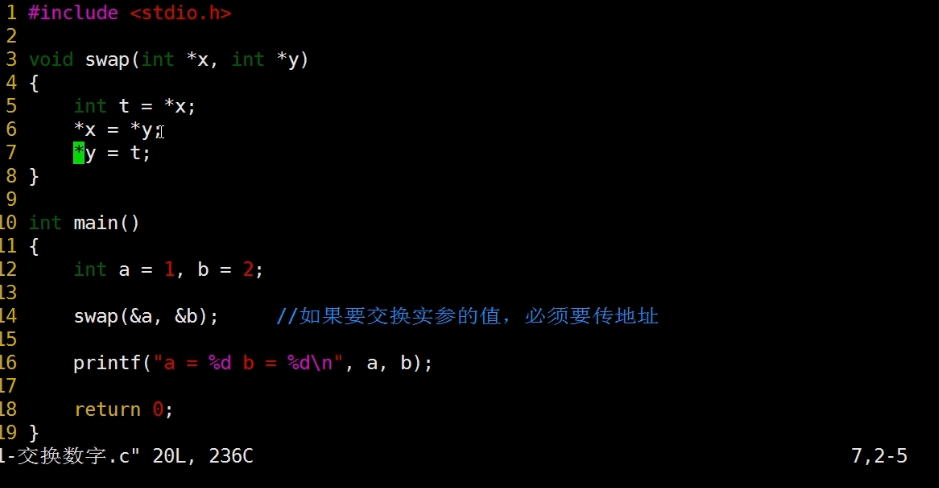 1 #include <stdio.h>
2
3 void swap(int *x, int *y)
4 {
5     int t = *x;
6     *x = *y;
7     *y = t;
8 }
9
10 int main()
11 {
12     int a = 1, b = 2;
13
14     swap(&a, &b);     //如果要交换实参的值，必须要传地址
15
16     printf("a = %d b = %d\n", a, b);
17
18     return 0;
19 }
1-交换数字.c" 20L, 236C     7,2-5